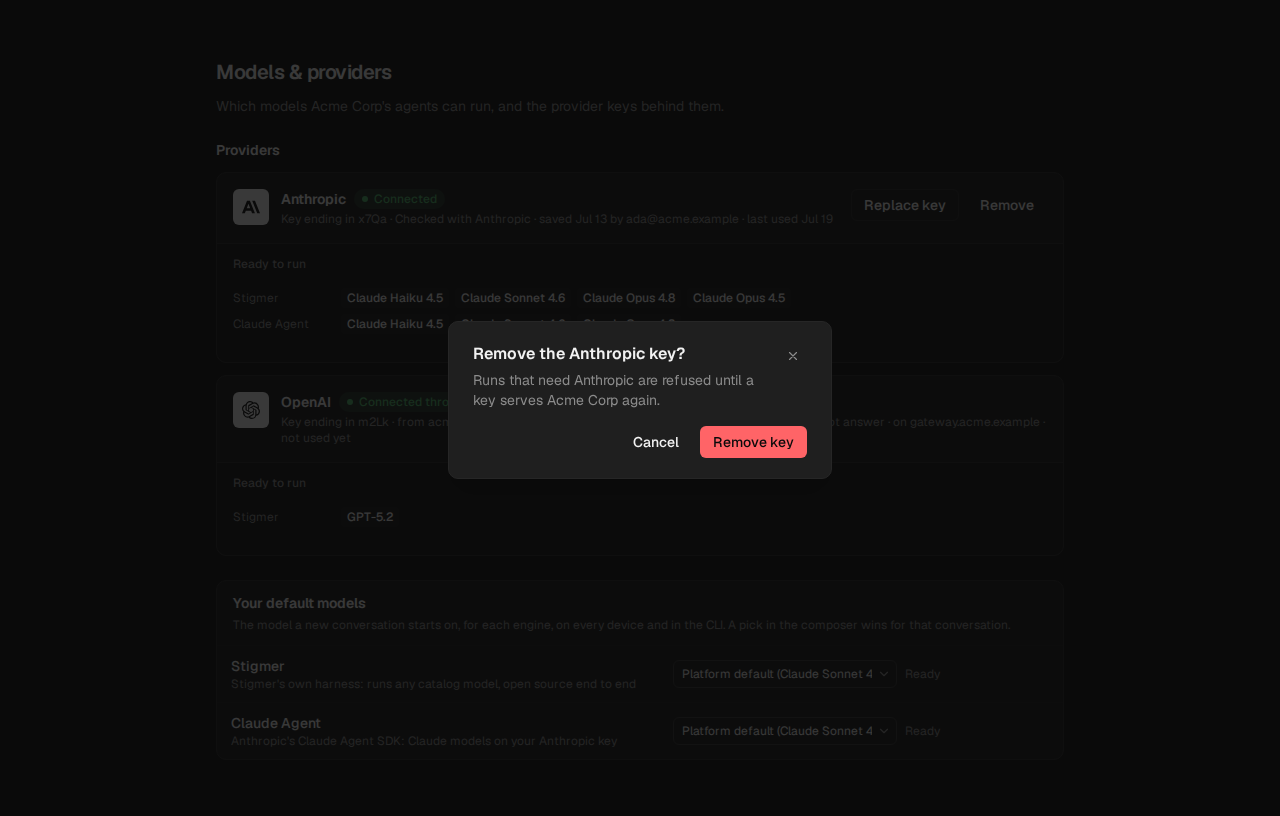 Models & providers
Which models Acme Corp's agents can run, and the provider keys behind them.
Providers
Anthropic
Connected
Key ending in x7Qa · Checked with Anthropic · saved Jul 13 by ada@acme.example · last used Jul 19
Replace key
Remove
Ready to run
Stigmer
Claude Haiku 4.5
Claude Sonnet 4.6
Claude Opus 4.8
Claude Opus 4.5
Claude Agent
Claude Haiku 4.5
Remove the Anthropic key?
Runs that need Anthropic are refused until a
key serves Acme Corp again.
Cancel
Remove key
OpenAI
Connected thro
Key ending in m2Lk · from acm
answer · on gateway.acme.example ·
not used yet
Ready to run
Stigmer
GPT-5.2
Your default models
The model a new conversation starts on, for each engine, on every device and in the CLI. A pick in the composer wins for that conversation.
Stigmer
Stigmer's own harness: runs any catalog model, open source end to end
Platform default (Claude Sonnet 4
Ready
Claude Agent
Anthropic's Claude Agent SDK: Claude models on your Anthropic key
Platform default (Claude Sonnet 4
Ready